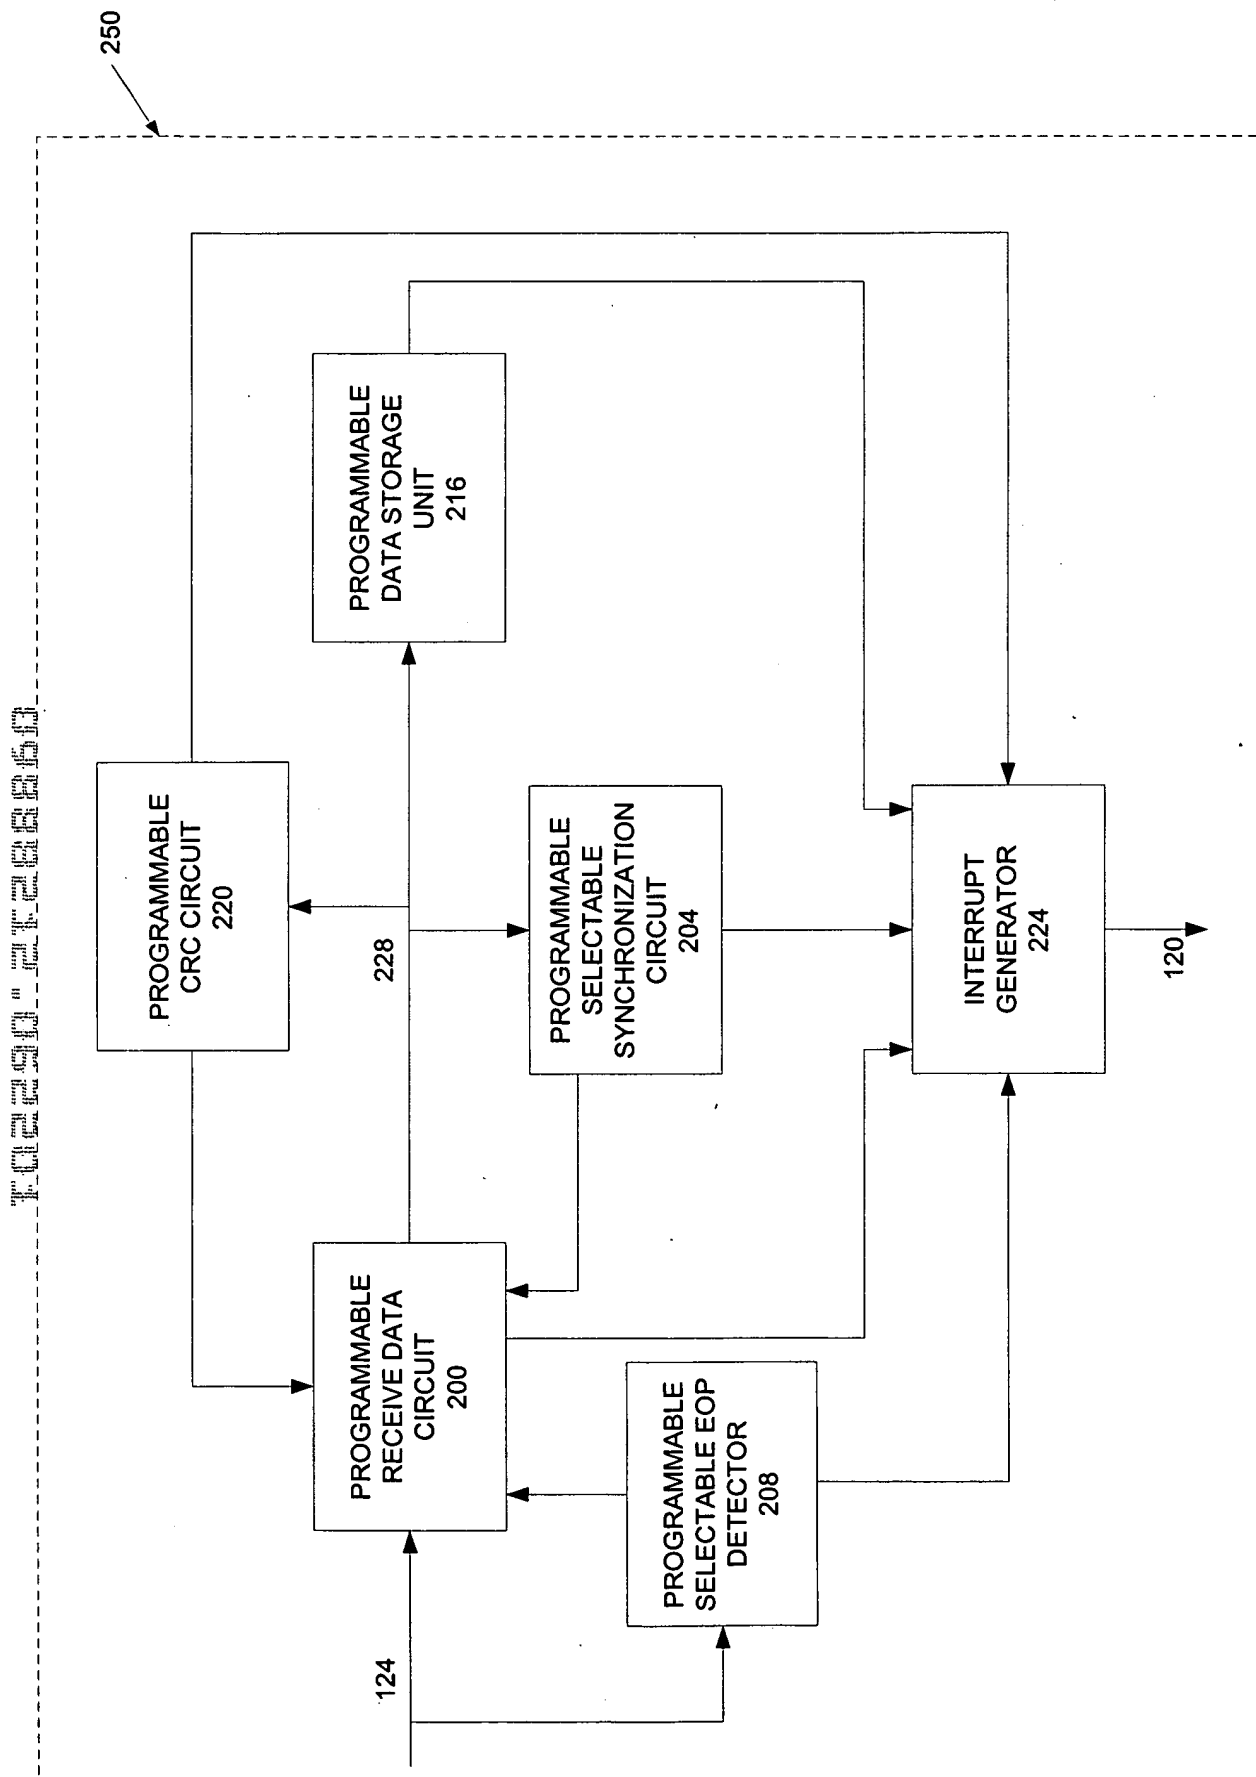 250
PROGRAMMABLE
CRC CIRCUIT
220
PROGRAMMABLE
DATA STORAGE
UNIT
216
228
PROGRAMMABLE
RECEIVE DATA
CIRCUIT
200
124
PROGRAMMABLE
SELECTABLE
SYNCHRONIZATION
CIRCUIT
204
PROGRAMMABLE
SELECTABLE EOP
DETECTOR
208
INTERRUPT
GENERATOR
224
120